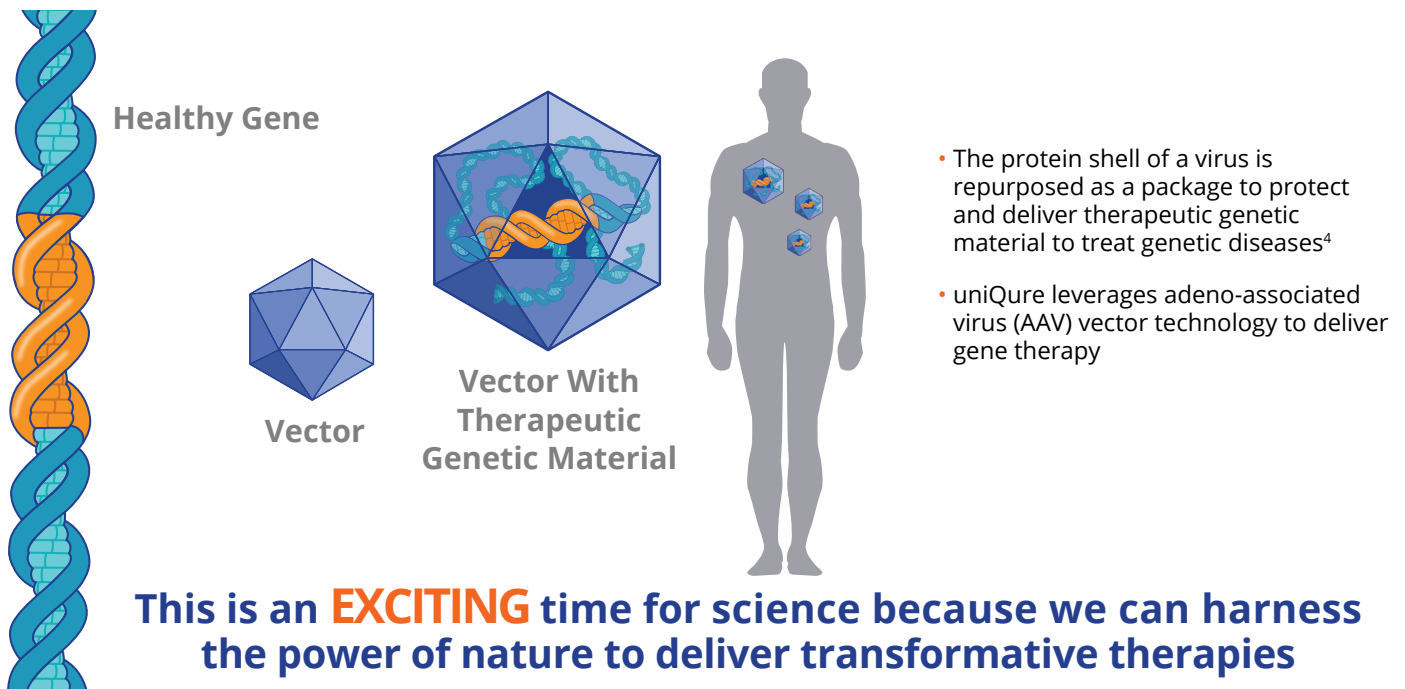 Healthy Gene
Vector
Vector With
Therapeutic
Genetic Material
• The protein shell of a virus is
repurposed as a package to protect
and deliver therapeutic genetic
material to treat genetic diseases⁴
• uniQure leverages adeno-associated
virus (AAV) vector technology to deliver
gene therapy
This is an EXCITING time for science because we can harness
the power of nature to deliver transformative therapies